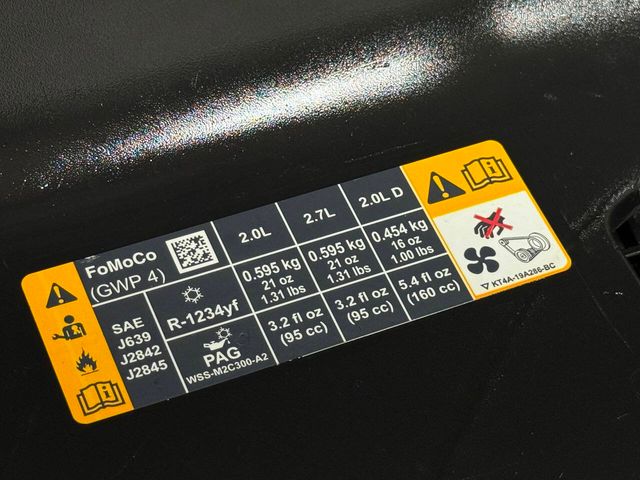 FoMoCo
(GWP 4)
2.0L
2.7L
2.0L D
SAE
J639
J2842
J2845
R-1234yf
0.595 kg
21 oz
1.31 lbs
0.595 kg
21 oz
1.31 lbs
0.454 kg
16 oz
1.00 lbs
PAG
WSS-M2C300-A2
3.2 fl oz
(95 cc)
3.2 fl oz
(95 cc)
5.4 fl oz
(160 cc)
KT4A-19A286-BC